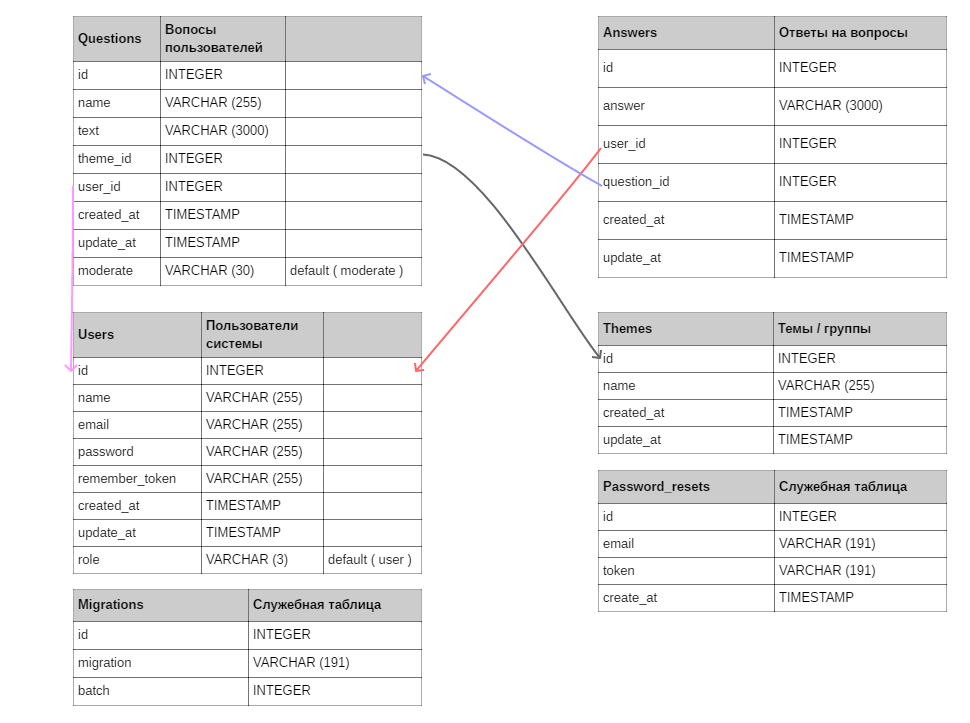 Questions Вопосы
пользователей
id INTEGER
name VARCHAR (255)
text VARCHAR (3000)
theme_id INTEGER
user_id INTEGER
created_at TIMESTAMP
update_at TIMESTAMP
moderate VARCHAR (30) default ( moderate )
Answers Ответы на вопросы
id INTEGER
answer VARCHAR (3000)
user_id INTEGER
question_id INTEGER
created_at TIMESTAMP
update_at TIMESTAMP
Users Пользователи
системы
id INTEGER
name VARCHAR (255)
email VARCHAR (255)
password VARCHAR (255)
remember_token VARCHAR (255)
created_at TIMESTAMP
update_at TIMESTAMP
role VARCHAR (3) default ( user )
Themes Темы / группы
id INTEGER
name VARCHAR (255)
created_at TIMESTAMP
update_at TIMESTAMP
Password_resets Служебная таблица
id INTEGER
email VARCHAR (191)
token VARCHAR (191)
create_at TIMESTAMP
Migrations Служебная таблица
id INTEGER
migration VARCHAR (191)
batch INTEGER